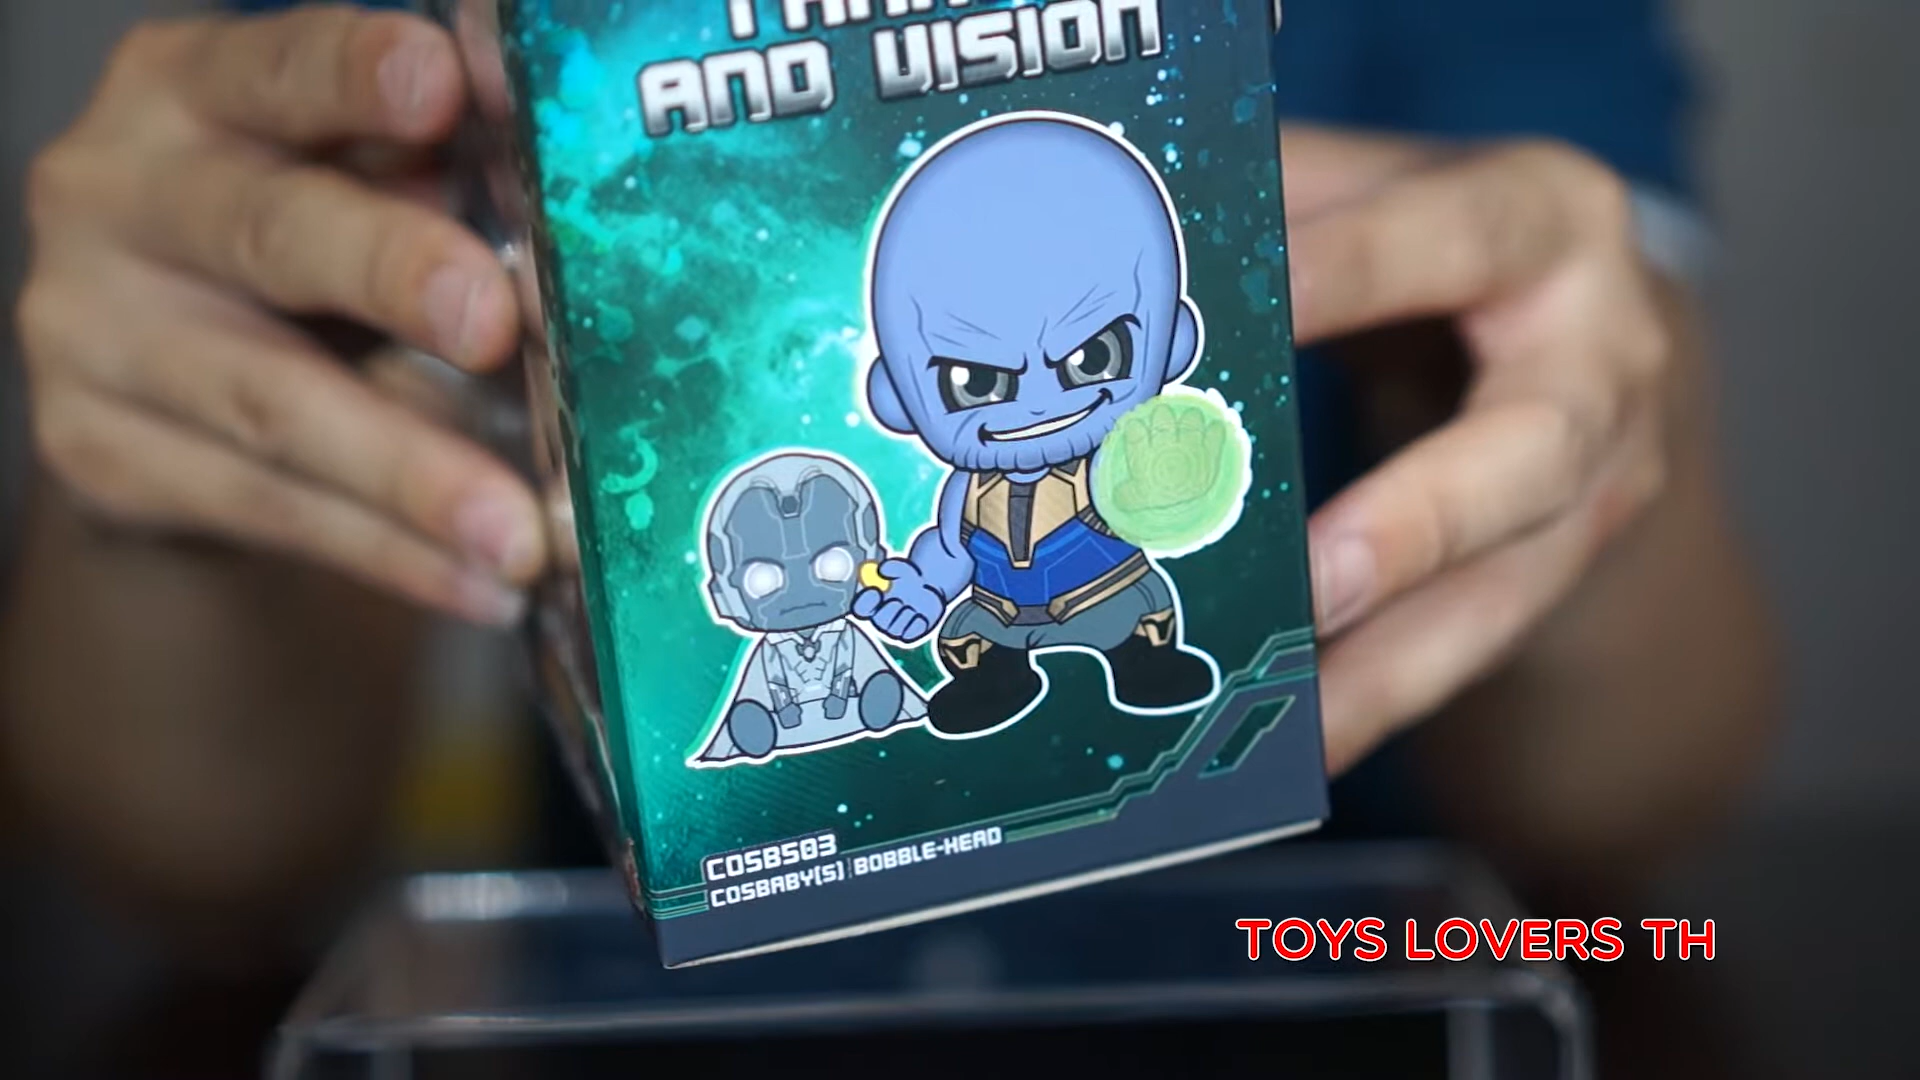 AND VISION
COSB503
COSBABY(S) BOBBLE-HEAD
TOYS LOVERS TH